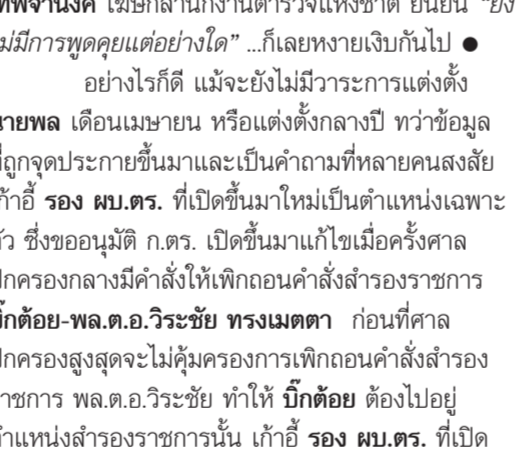 โฆษกสำนักงานตำรวจแห่งชาติ ยืนยัน “ยัง
ไม่มีการพูดคุยแต่อย่างใด” ...ก็เลยหงายเงิบกันไป ●
อย่างไรก็ดี แม้จะยังไม่มีวาระการแต่งตั้ง
นายพล เดือนเมษายน หรือแต่งตั้งกลางปี ทว่าข้อมูล
ที่ถูกจุดประกายขึ้นมาและเป็นคำถามที่หลายคนสงสัย
เก้าอี้ รอง ผบ.ตร. ที่เปิดขึ้นมาใหม่เป็นตำแหน่งเฉพาะ
ตัว ซึ่งขออนุมัติ ก.ตร. เปิดขึ้นมาแก้ไขเมื่อครั้งศาล
ปกครองกลางมีคำสั่งให้เพิกถอนคำสั่งสำรองราชการ
บิ๊กต้อย-พล.ต.อ.วิระชัย ทรงเมตตา ก่อนที่ศาล
ปกครองสูงสุดจะไม่คุ้มครองการเพิกถอนคำสั่งสำรอง
ราชการ พล.ต.อ.วิระชัย ทำให้ บิ๊กต้อย ต้องไปอยู่
ตำแหน่งสำรองราชการนั้น เก้าอี้ รอง ผบ.ตร. ที่เปิด